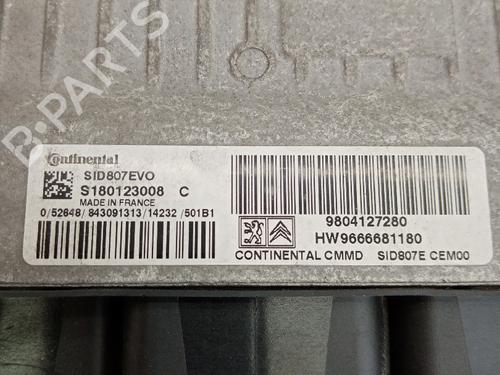 B-PARTS
Continental
SID807EVO
S180123008 C
MADE IN FRANCE
0/52648/843091313/14232/501B1
9804127280
HW9666681180
CONTINENTAL CMMD SID807E CEM00